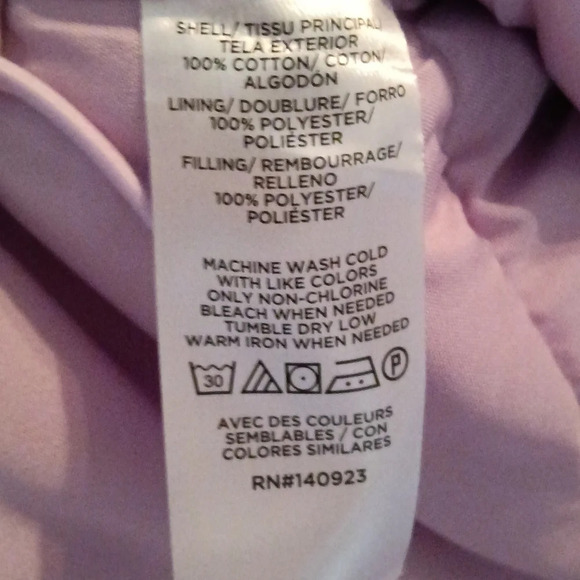 SHELL/ TISSU PRINCIPAL/
TELA EXTERIOR
100% COTTON/ COTON/
ALGODÓN
LINING/ DOUBLURE/ FORRO
100% POLYESTER/
POLIÉSTER
FILLING/ REMBOURRAGE/
RELLENO
100% POLYESTER/
POLIÉSTER
MACHINE WASH COLD
WITH LIKE COLORS
ONLY NON-CHLORINE
BLEACH WHEN NEEDED
TUMBLE DRY LOW
WARM IRON WHEN NEEDED
30 P
AVEC DES COULEURS
SEMBLABLES / CON
COLORES SIMILARES
RN#140923